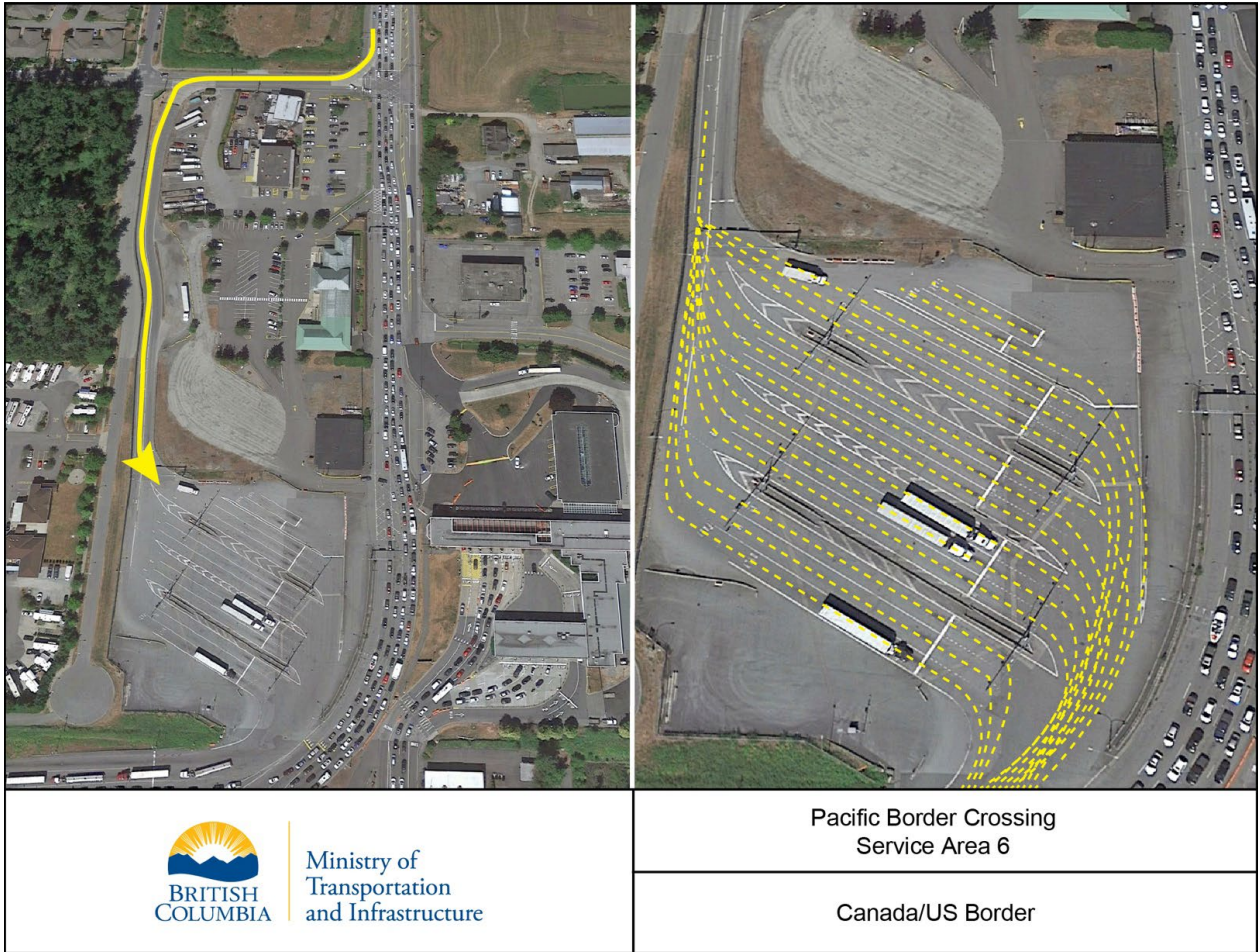 BRITISH
COLUMBIA
Ministry of
Transportation
and Infrastructure
Pacific Border Crossing
Service Area 6
Canada/US Border